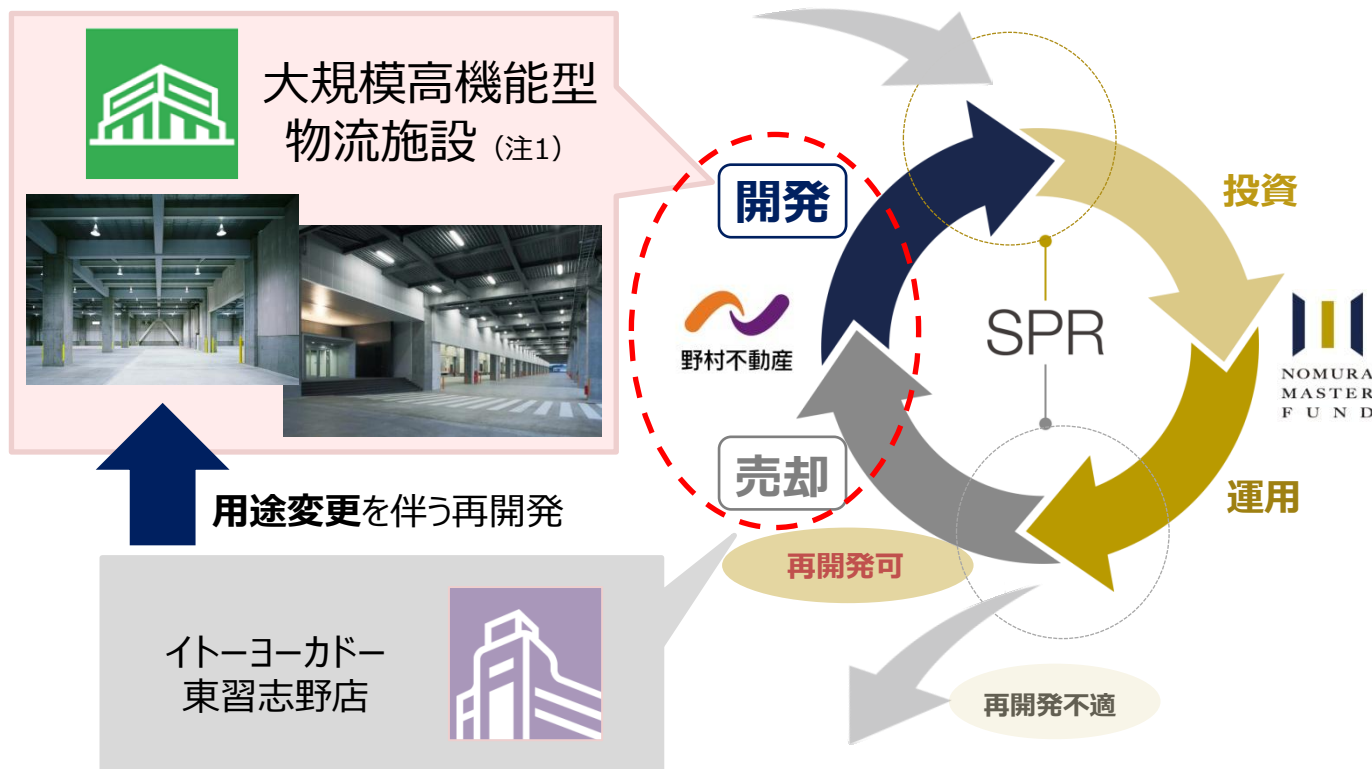 大規模高機能型
物流施設（注1）
用途変更を伴う再開発
イトーヨーカドー
東習志野店
開発
野村不動産
売却
再開発可
SPR
投資
NOMURA
MASTER
FUND
運用
再開発不適